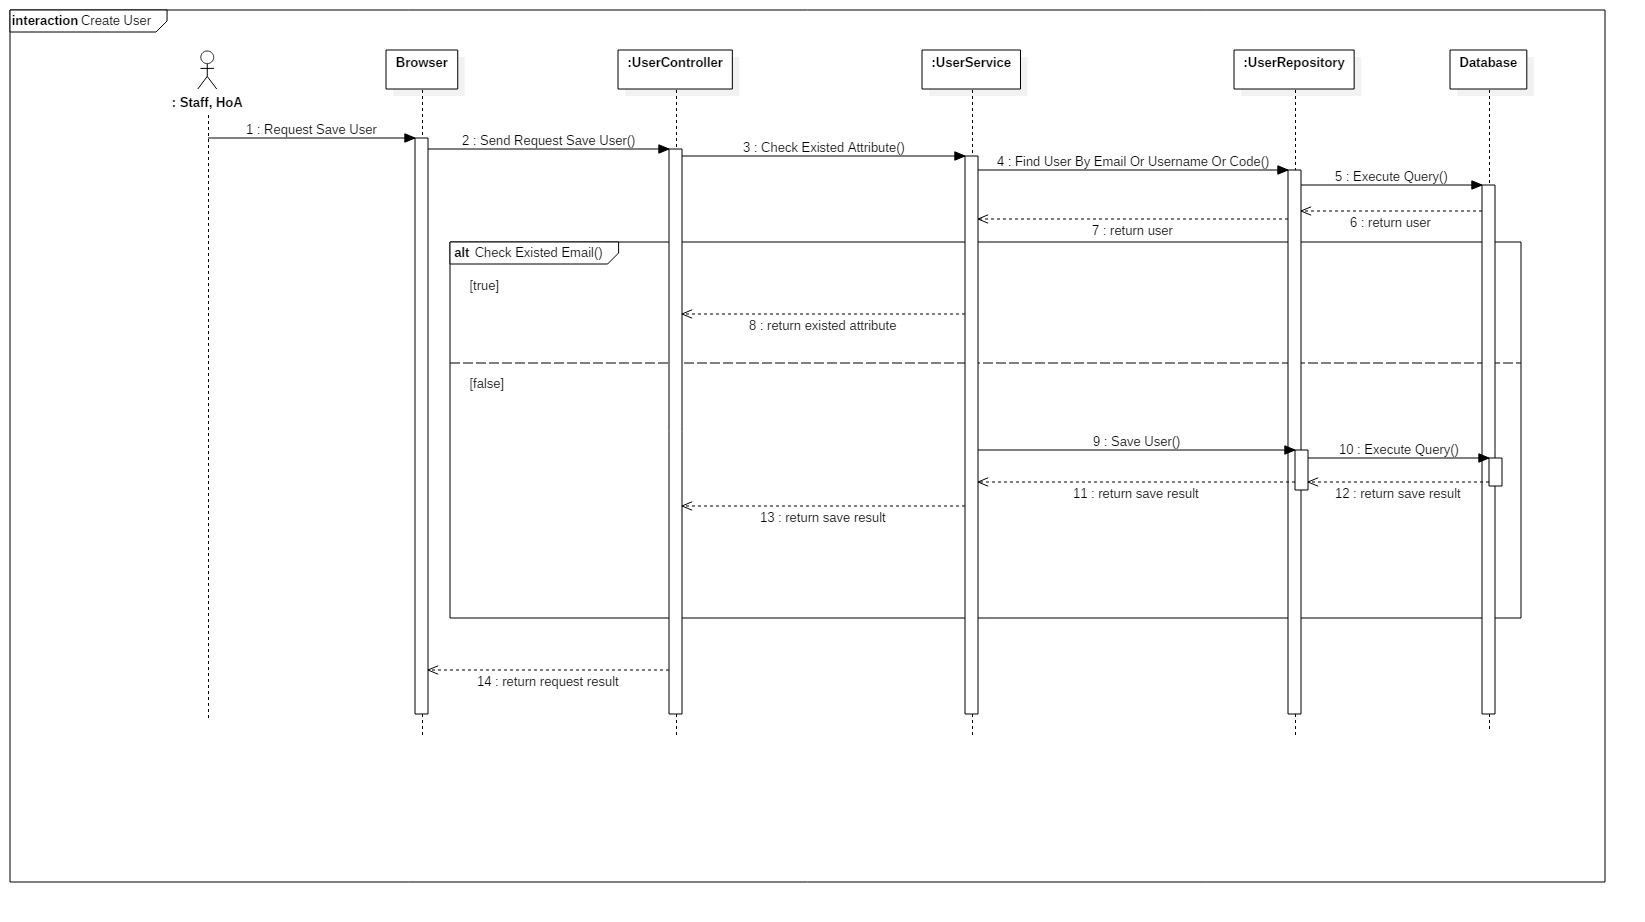 interaction Create User
: Staff, HoA
Browser
:UserController
:UserService
:UserRepository
Database
1 : Request Save User
2 : Send Request Save User()
3 : Check Existed Attribute()
4 : Find User By Email Or Username Or Code()
5 : Execute Query()
6 : return user
7 : return user
alt Check Existed Email()
[true]
8 : return existed attribute
[false]
9 : Save User()
10 : Execute Query()
11 : return save result
12 : return save result
13 : return save result
14 : return request result